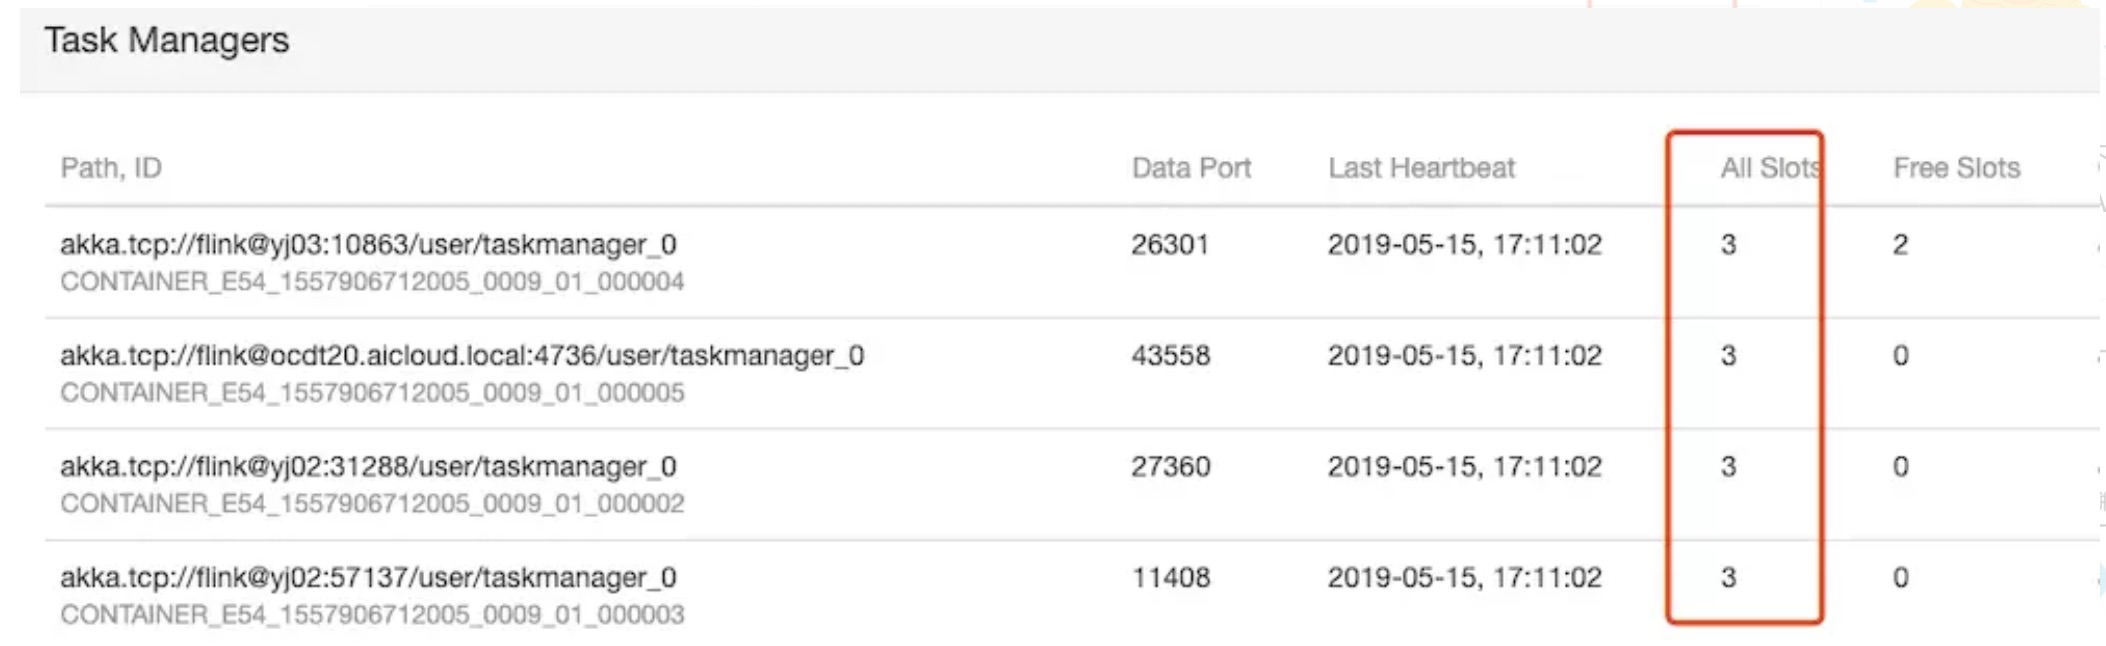 Task Managers
Path, ID Data Port Last Heartbeat All Slots Free Slots
akka.tcp://flink@yj03:10863/user/taskmanager_0 26301 2019-05-15, 17:11:02 3 2
CONTAINER_E54_1557906712005_0009_01_000004
akka.tcp://flink@ocdt20.aicloud.local:4736/user/taskmanager_0 43558 2019-05-15, 17:11:02 3 0
CONTAINER_E54_1557906712005_0009_01_000005
akka.tcp://flink@yj02:31288/user/taskmanager_0 27360 2019-05-15, 17:11:02 3 0
CONTAINER_E54_1557906712005_0009_01_000002
akka.tcp://flink@yj02:57137/user/taskmanager_0 11408 2019-05-15, 17:11:02 3 0
CONTAINER_E54_1557906712005_0009_01_000003